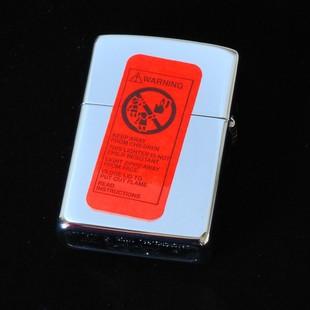 WARNING
KEEP AWAY
FROM CHILDREN
THIS LIGHTER IS NOT
CHILD RESISTANT
LIGHT ZIPPO AWAY
FROM FACE
CLOSE LID TO
PUT OUT FLAME
READ
INSTRUCTIONS